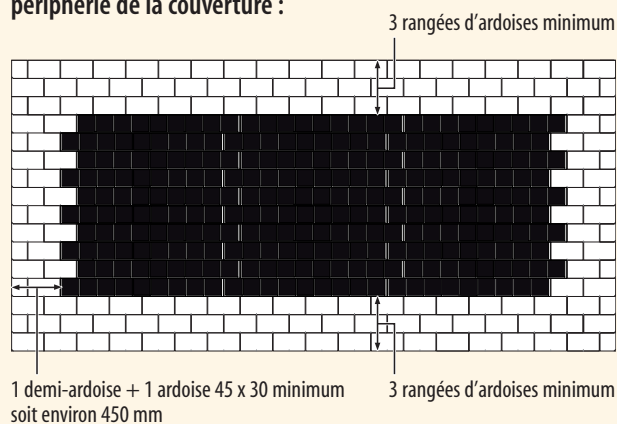 périphérie de la couverture :
3 rangées d’ardoises minimum
1 demi-ardoise + 1 ardoise 45 x 30 minimum
soit environ 450 mm
3 rangées d’ardoises minimum